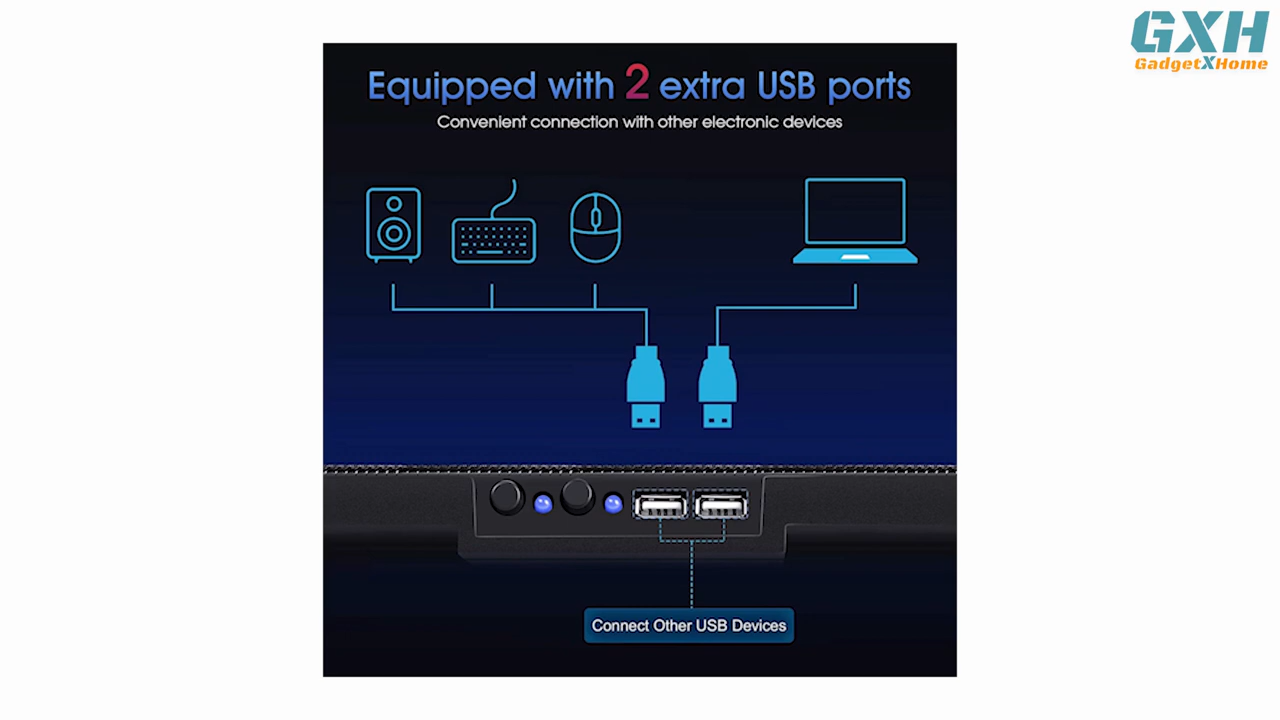 GXH
GadgetXHome
Equipped with 2 extra USB ports
Convenient connection with other electronic devices
Connect Other USB Devices